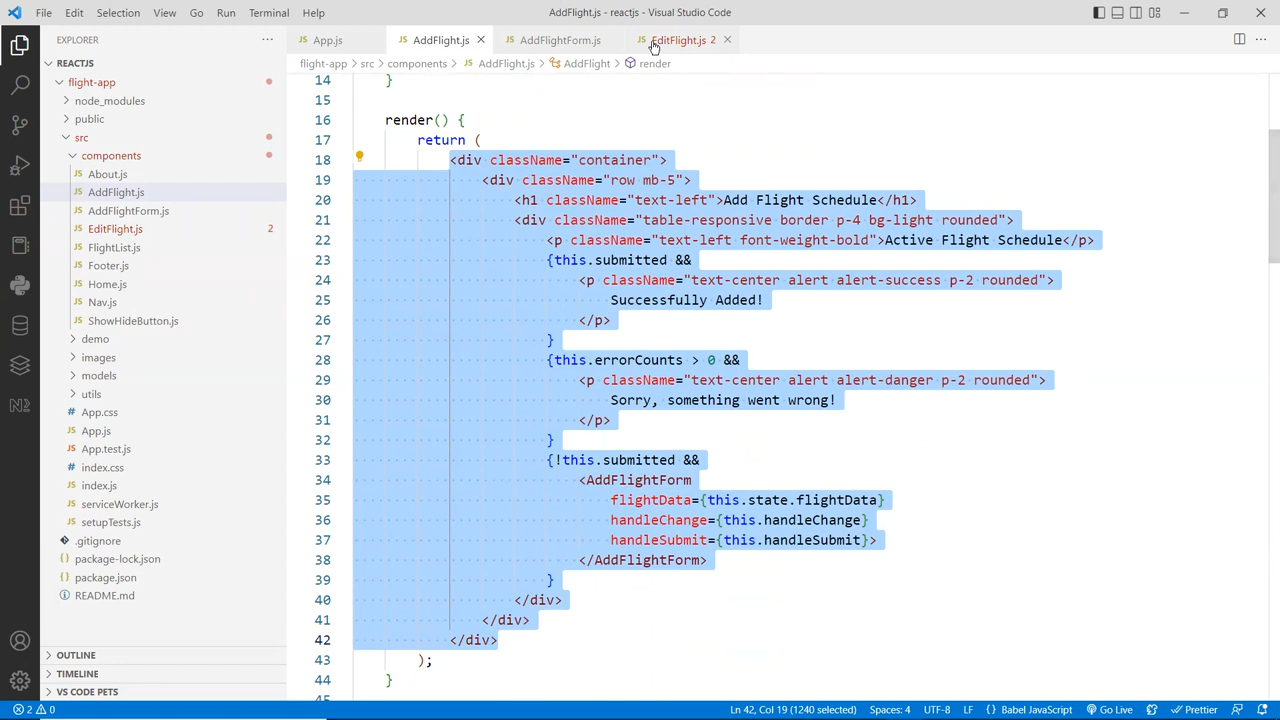 File Edit Selection View Go Run Terminal Help
AddFlight.js - reactjs - Visual Studio Code
EXPLORER
REACTJS
flight-app
node_modules
public
src
components
About.js
AddFlight.js
AddFlightForm.js
EditFlight.js 2
FlightList.js
Footer.js
Home.js
Nav.js
ShowHideButton.js
demo
images
models
utils
App.css
App.js
App.test.js
index.css
index.js
serviceWorker.js
setupTests.js
.gitignore
package-lock.json
package.json
README.md
OUTLINE
TIMELINE
VS CODE PETS
JS App.js JS AddFlight.js JS AddFlightForm.js JS EditFlight.js 2
flight-app > src > components > JS AddFlight.js > AddFlight > render
14 }
15
16 render() {
17 return (
18 <div className="container">
19 <div className="row mb-5">
20 <h1 className="text-left">Add Flight Schedule</h1>
21 <div className="table-responsive border p-4 bg-light rounded">
22 <p className="text-left font-weight-bold">Active Flight Schedule</p>
23 {this.submitted &&
24 <p className="text-center alert alert-success p-2 rounded">
25 Successfully Added!
26 </p>
27 }
28 {this.errorCounts > 0 &&
29 <p className="text-center alert alert-danger p-2 rounded">
30 Sorry, something went wrong!
31 </p>
32 }
33 {!this.submitted &&
34 <AddFlightForm
35 flightData={this.state.flightData}
36 handleChange={this.handleChange}
37 handleSubmit={this.handleSubmit}>
38 </AddFlightForm>
39 }
40 </div>
41 </div>
42 </div>
43 );
44 }
2 0 Ln 42, Col 19 (1240 selected) Spaces: 4 UTF-8 LF {} Babel JavaScript Go Live Prettier